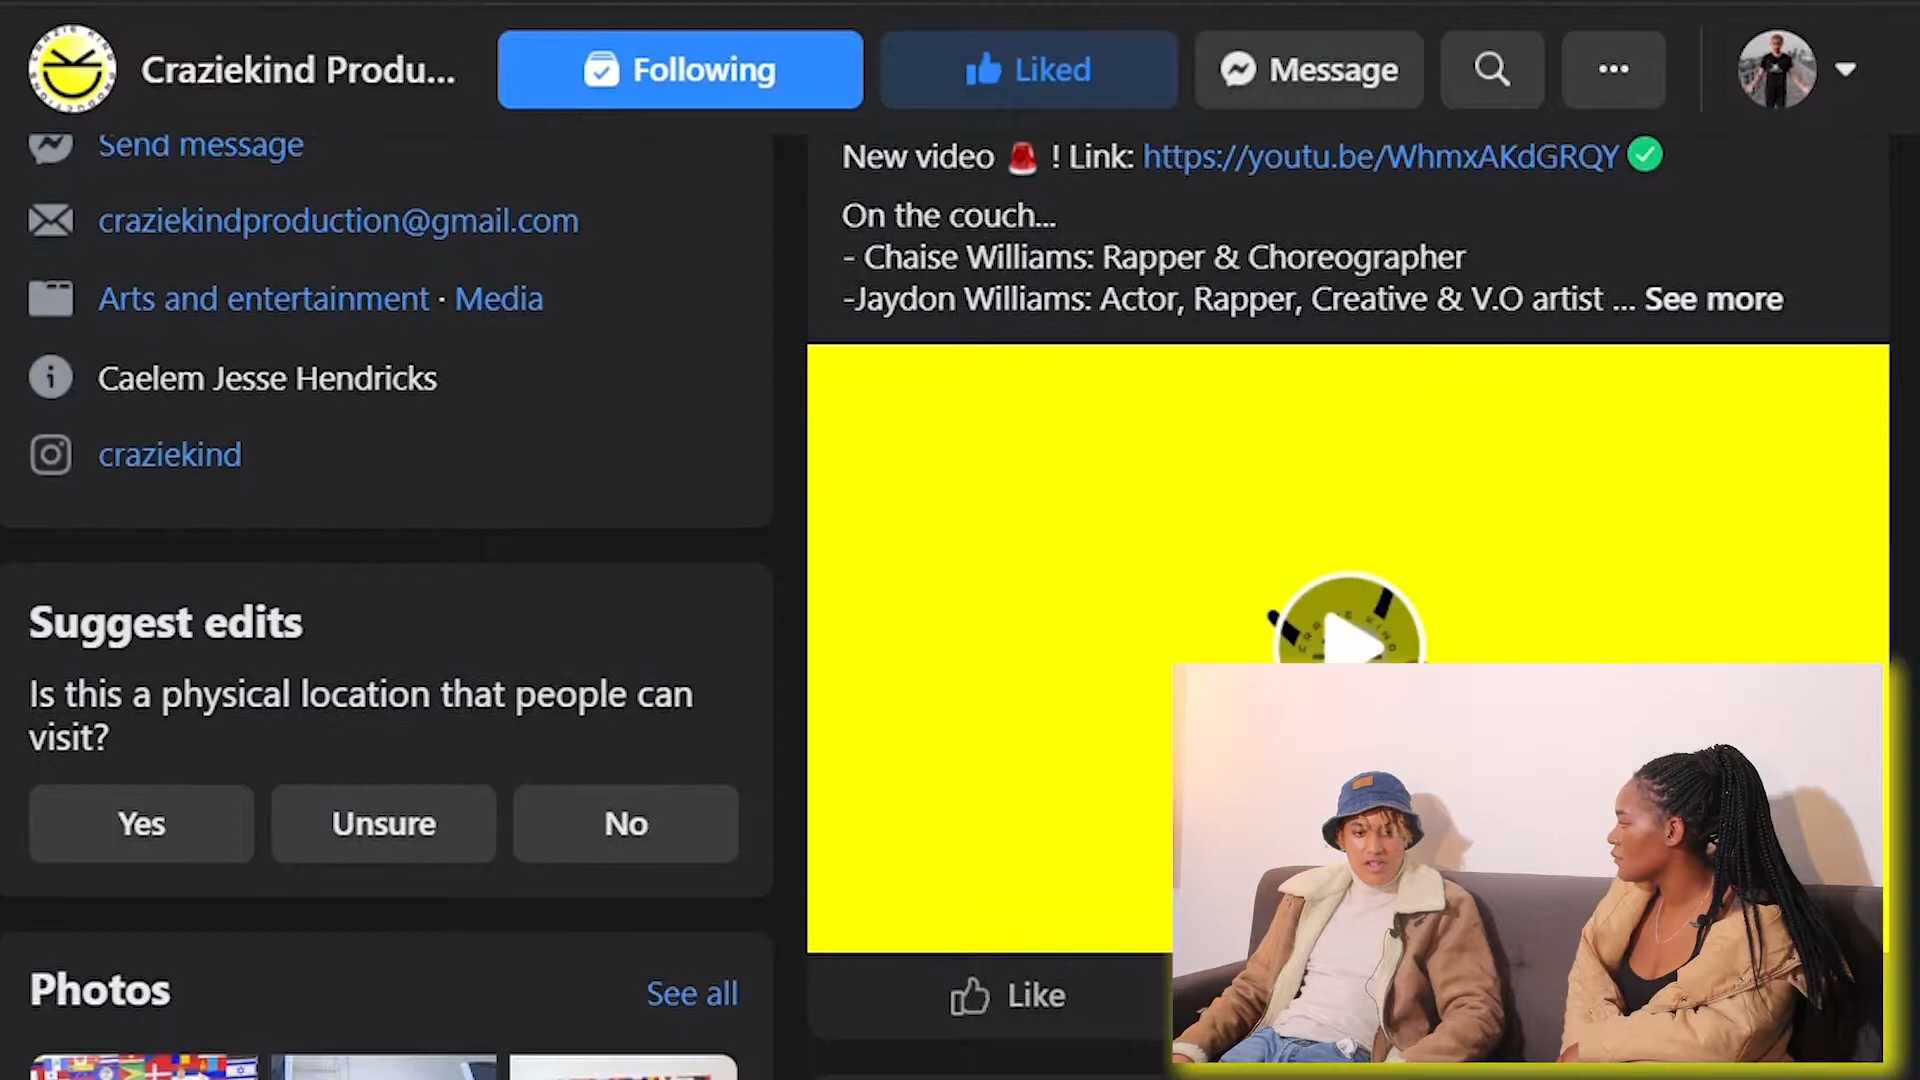 Craziekind Produ...
Following
Liked
Message
Send message
craziekindproduction@gmail.com
Arts and entertainment · Media
Caelem Jesse Hendricks
craziekind
Suggest edits
Is this a physical location that people can
visit?
Yes
Unsure
No
Photos
See all
New video 🚨 ! Link: https://youtu.be/WhmxAKdGRQY ✅
On the couch...
- Chaise Williams: Rapper & Choreographer
-Jaydon Williams: Actor, Rapper, Creative & V.O artist ... See more
Like